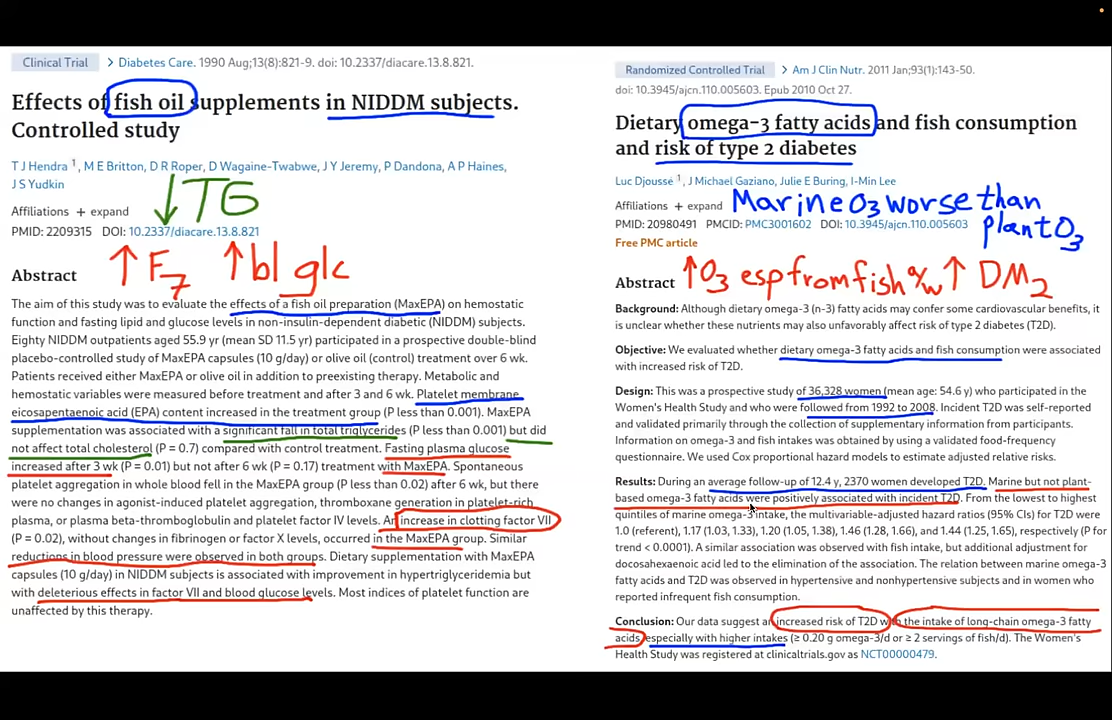 Clinical Trial > Diabetes Care. 1990 Aug;13(8):821-9. doi: 10.2337/diacare.13.8.821.
Effects of fish oil supplements in NIDDM subjects.
Controlled study
T J Hendra 1, M E Britton, D R Roper, D Wagaine-Twabwe, J Y Jeremy, P Dandona, A P Haines,
J S Yudkin
↓TG
Affiliations + expand
PMID: 2209315 DOI: 10.2337/diacare.13.8.821
↑F7 ↑bl glc
Abstract
The aim of this study was to evaluate the effects of a fish oil preparation (MaxEPA) on hemostatic
function and fasting lipid and glucose levels in non-insulin-dependent diabetic (NIDDM) subjects.
Eighty NIDDM outpatients aged 55.9 yr (mean SD 11.5 yr) participated in a prospective double-blind
placebo-controlled study of MaxEPA capsules (10 g/day) or olive oil (control) treatment over 6 wk.
Patients received either MaxEPA or olive oil in addition to preexisting therapy. Metabolic and
hemostatic variables were measured before treatment and after 3 and 6 wk. Platelet membrane
eicosapentaenoic acid (EPA) content increased in the treatment group (P less than 0.001). MaxEPA
supplementation was associated with a significant fall in total triglycerides (P less than 0.001) but did
not affect total cholesterol (P = 0.7) compared with control treatment. Fasting plasma glucose
increased after 3 wk (P = 0.01) but not after 6 wk (P = 0.17) treatment with MaxEPA. Spontaneous
platelet aggregation in whole blood fell in the MaxEPA group (P less than 0.02) after 6 wk, but there
were no changes in agonist-induced platelet aggregation, thromboxane generation in platelet-rich
plasma, or plasma beta-thromboglobulin and platelet factor IV levels. An increase in clotting factor VII
(P = 0.02), without changes in fibrinogen or factor X levels, occurred in the MaxEPA group. Similar
reductions in blood pressure were observed in both groups. Dietary supplementation with MaxEPA
capsules (10 g/day) in NIDDM subjects is associated with improvement in hypertriglyceridemia but
with deleterious effects in factor VII and blood glucose levels. Most indices of platelet function are
unaffected by this therapy.
Randomized Controlled Trial > Am J Clin Nutr. 2011 Jan;93(1):143-50.
doi: 10.3945/ajcn.110.005603. Epub 2010 Oct 27.
Dietary omega-3 fatty acids and fish consumption
and risk of type 2 diabetes
Luc Djoussé 1, J Michael Gaziano, Julie E Buring, I-Min Lee
Marine O3 worse than
plant O3
Affiliations + expand
PMID: 20980491 PMCID: PMC3001602 DOI: 10.3945/ajcn.110.005603
Free PMC article
↑O3 esp from fish a/w ↑ DM2
Abstract
Background: Although dietary omega-3 (n-3) fatty acids may confer some cardiovascular benefits, it
is unclear whether these nutrients may also unfavorably affect risk of type 2 diabetes (T2D).
Objective: We evaluated whether dietary omega-3 fatty acids and fish consumption were associated
with increased risk of T2D.
Design: This was a prospective study of 36,328 women (mean age: 54.6 y) who participated in the
Women's Health Study and who were followed from 1992 to 2008. Incident T2D was self-reported
and validated primarily through the collection of supplementary information from participants.
Information on omega-3 and fish intakes was obtained by using a validated food-frequency
questionnaire. We used Cox proportional hazard models to estimate adjusted relative risks.
Results: During an average follow-up of 12.4 y, 2370 women developed T2D. Marine but not plant-
based omega-3 fatty acids were positively associated with incident T2D. From the lowest to highest
quintiles of marine omega-3 intake, the multivariable-adjusted hazard ratios (95% CIs) for T2D were
1.0 (referent), 1.17 (1.03, 1.33), 1.20 (1.05, 1.38), 1.46 (1.28, 1.66), and 1.44 (1.25, 1.65), respectively (P for
trend < 0.0001). A similar association was observed with fish intake, but additional adjustment for
docosahexaenoic acid led to the elimination of the association. The relation between marine omega-3
fatty acids and T2D was observed in hypertensive and nonhypertensive subjects and in women who
reported infrequent fish consumption.
Conclusion: Our data suggest an increased risk of T2D with the intake of long-chain omega-3 fatty
acids, especially with higher intakes (≥ 0.20 g omega-3/d or ≥ 2 servings of fish/d). The Women's
Health Study was registered at clinicaltrials.gov as NCT00000479.